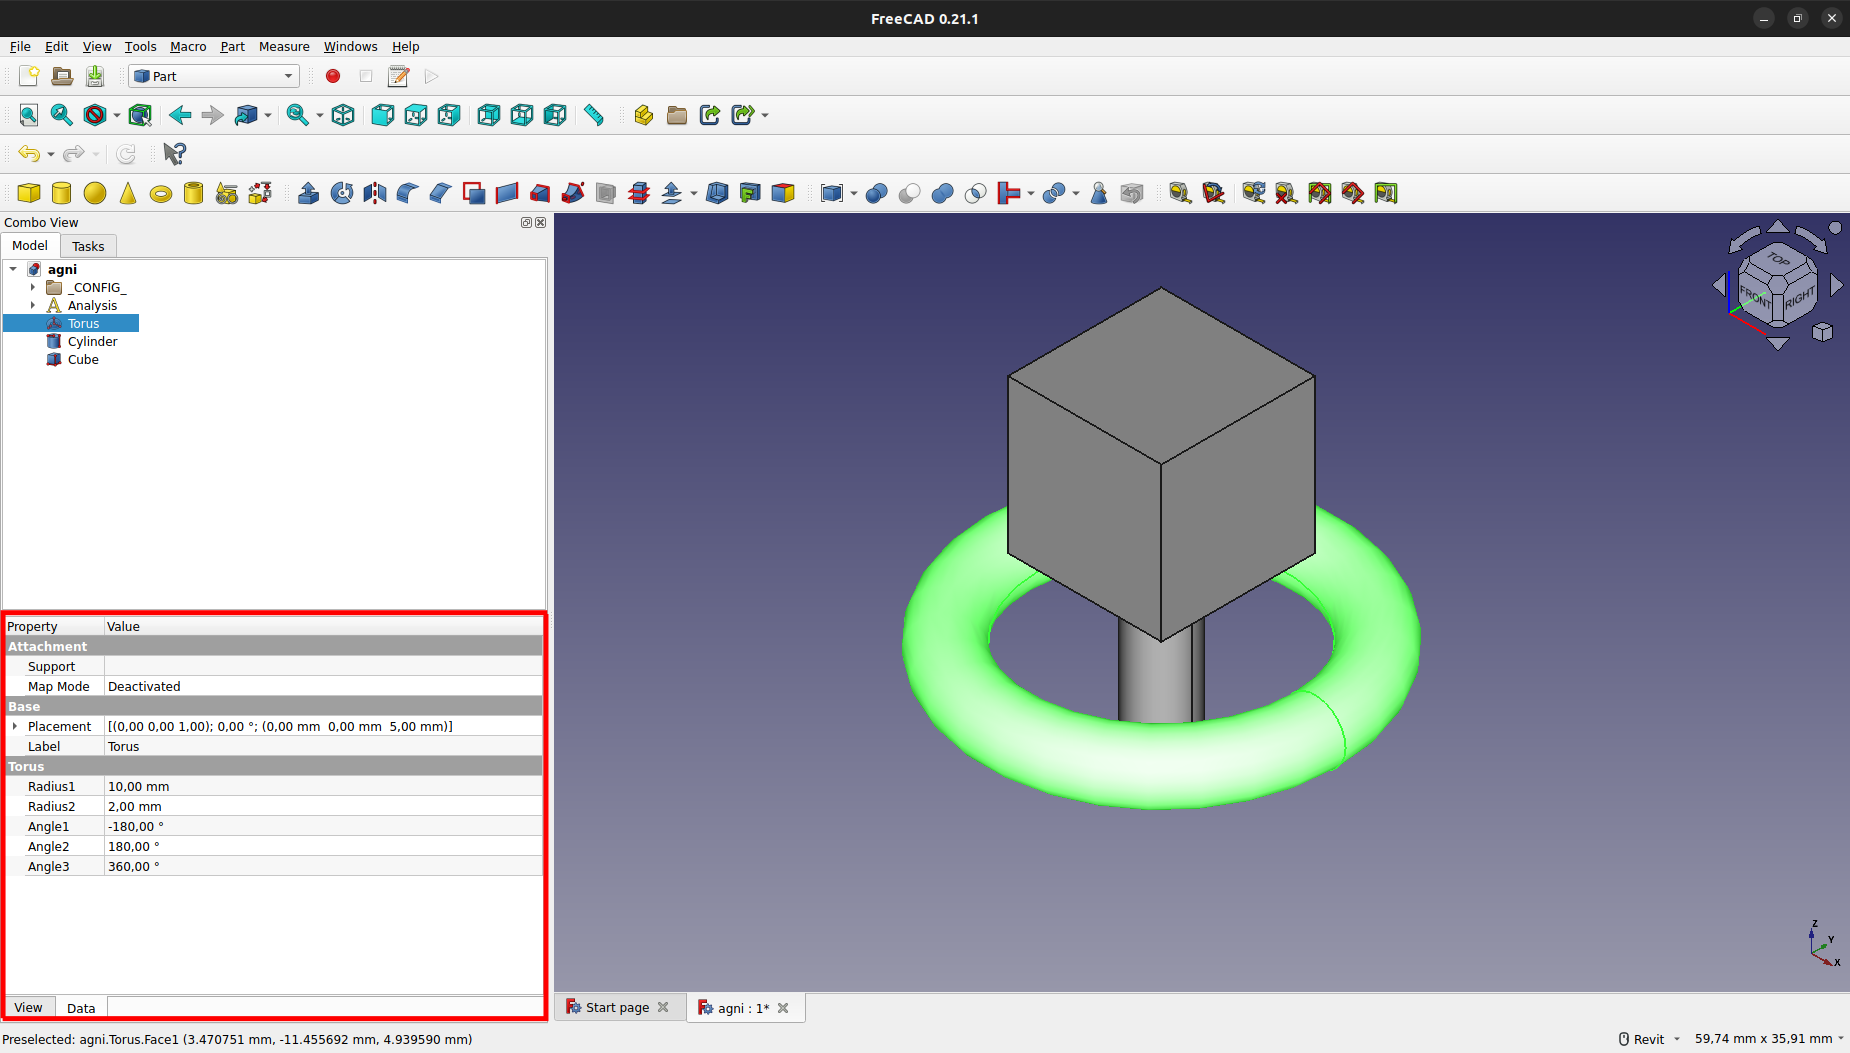 FreeCAD 0.21.1
File Edit View Tools Macro Part Measure Windows Help
Part
Combo View
Model Tasks
agni
_CONFIG_
Analysis
Torus
Cylinder
Cube
TOP
FRONT RIGHT
Property Value
Attachment
Support
Map Mode Deactivated
Base
Placement [(0,00 0,00 1,00); 0,00 °; (0,00 mm 0,00 mm 5,00 mm)]
Label Torus
Torus
Radius1 10,00 mm
Radius2 2,00 mm
Angle1 -180,00 °
Angle2 180,00 °
Angle3 360,00 °
Z
Y
X
View Data
Start page agni : 1*
Preselected: agni.Torus.Face1 (3.470751 mm, -11.455692 mm, 4.939590 mm) Revit 59,74 mm x 35,91 mm